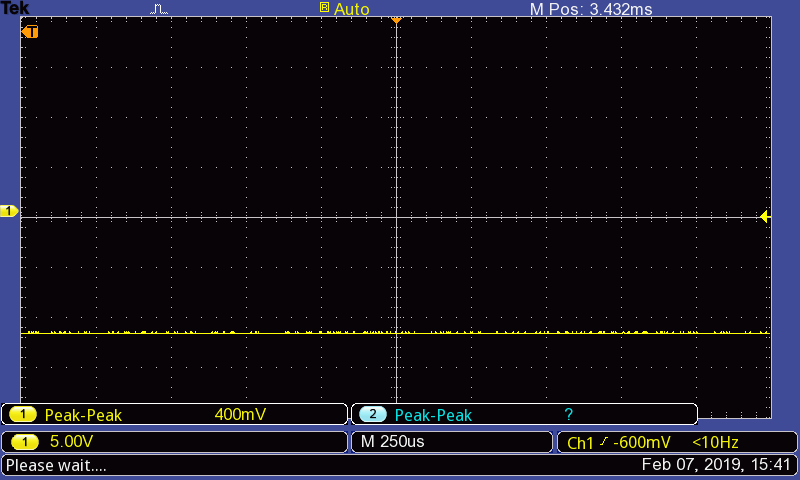 Tek R Auto M Pos: 3.432ms
T
1
1 Peak-Peak 400mV 2 Peak-Peak ?
1 5.00V M 250us Ch1 -600mV <10Hz
Please wait.... Feb 07, 2019, 15:41